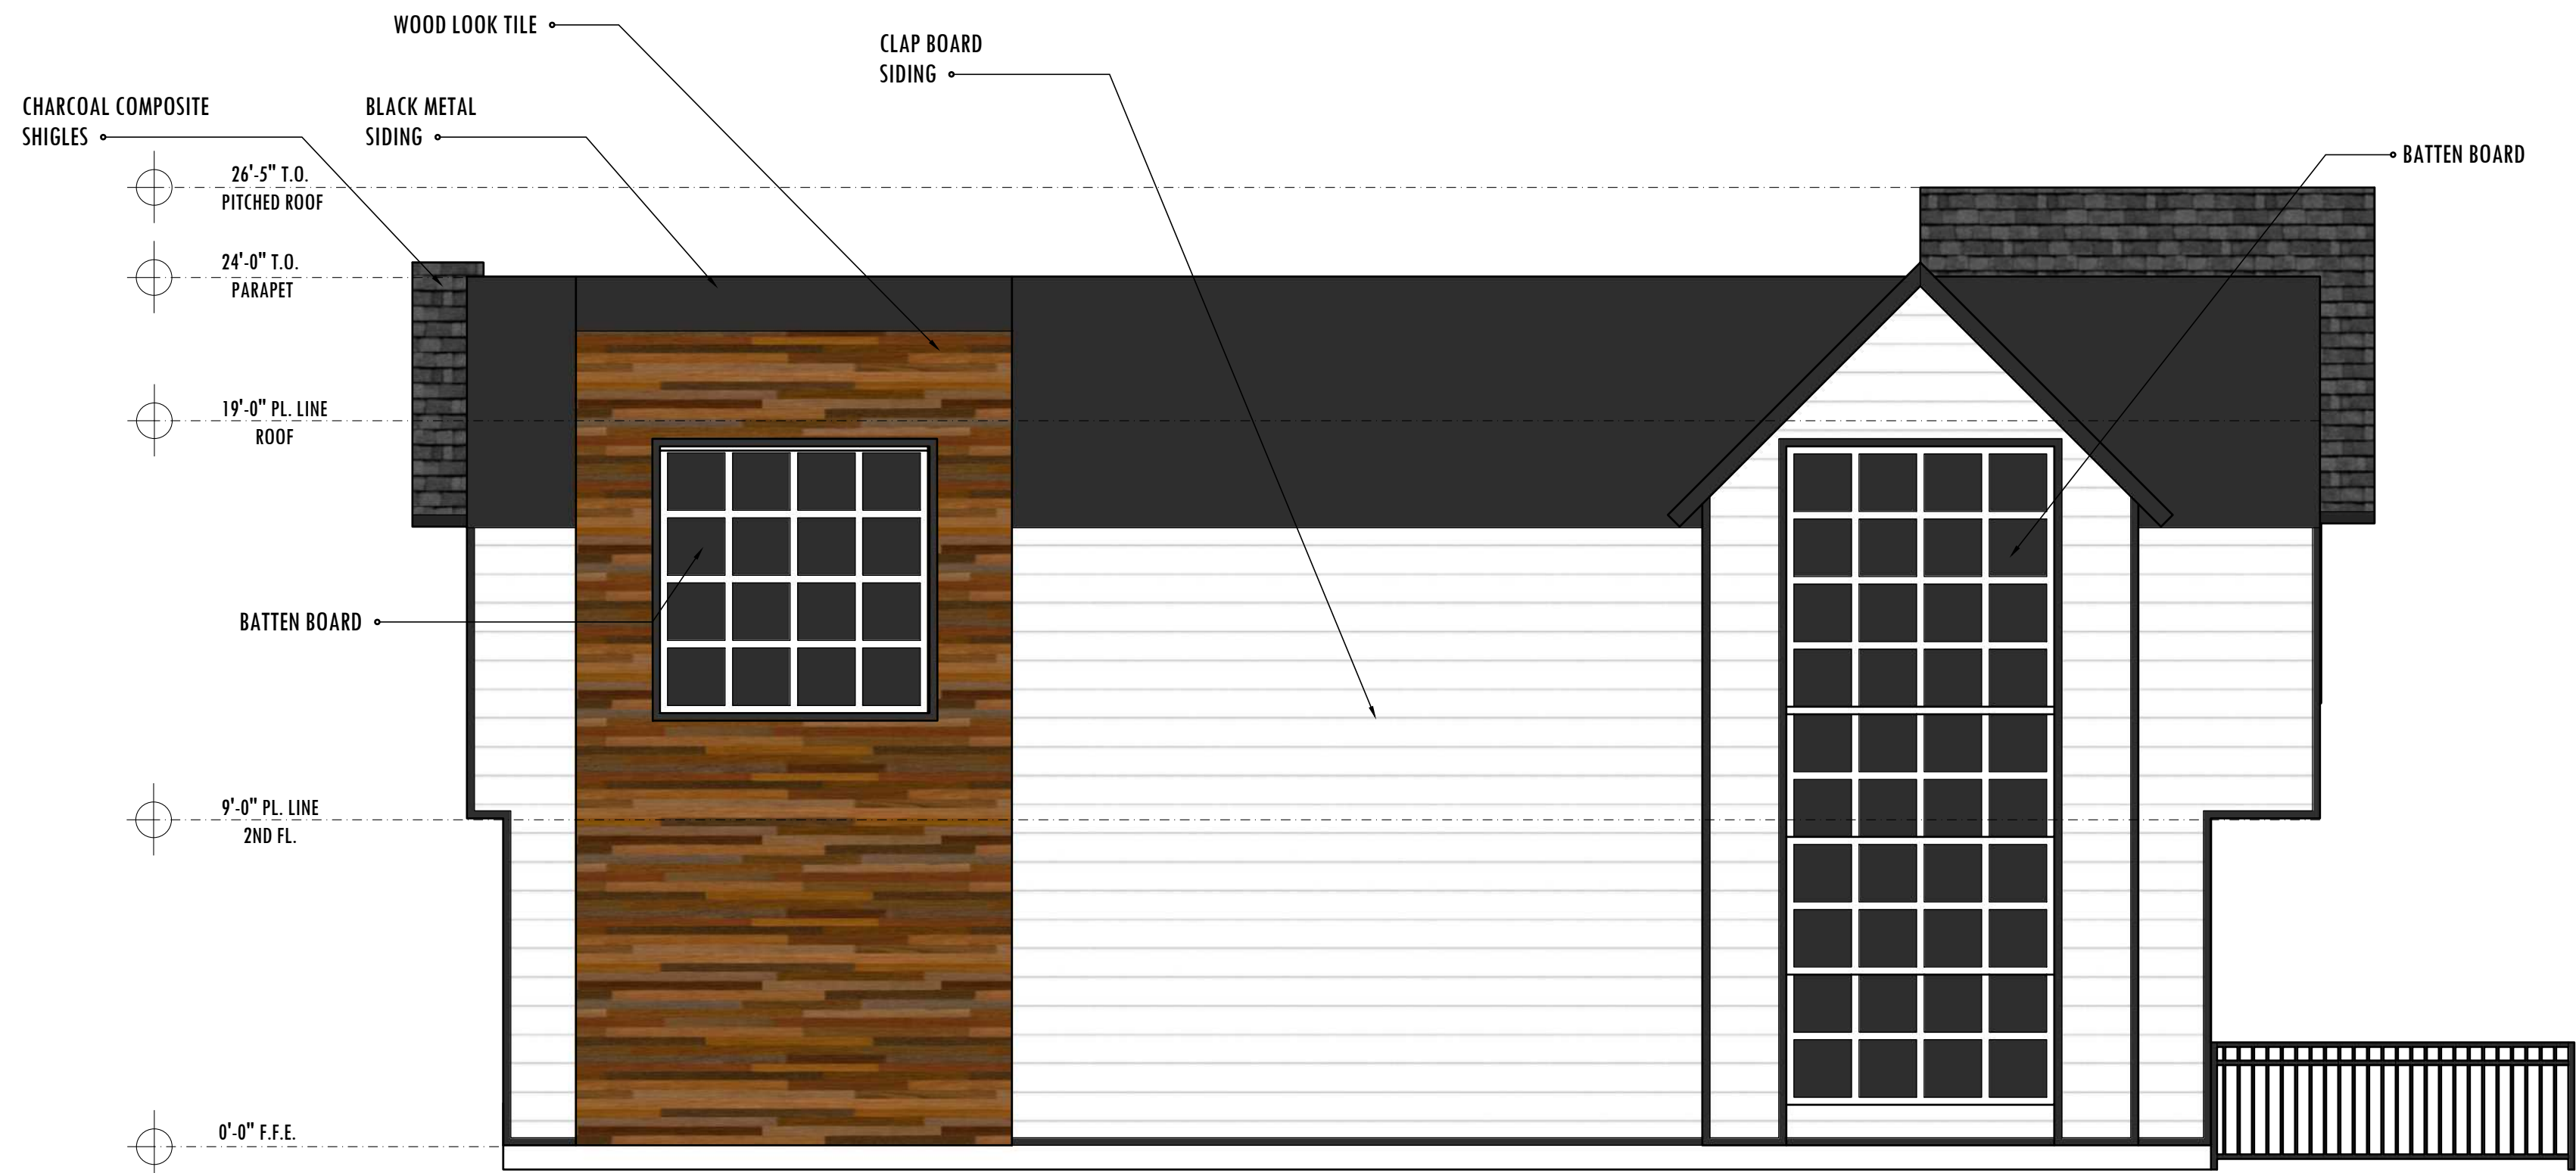 WOOD LOOK TILE
CLAP BOARD
SIDING
CHARCOAL COMPOSITE
SHIGLES
BLACK METAL
SIDING
BATTEN BOARD
26'-5" T.O.
PITCHED ROOF
24'-0" T.O.
PARAPET
19'-0" PL. LINE
ROOF
BATTEN BOARD
9'-0" PL. LINE
2ND FL.
0'-0" F.F.E.